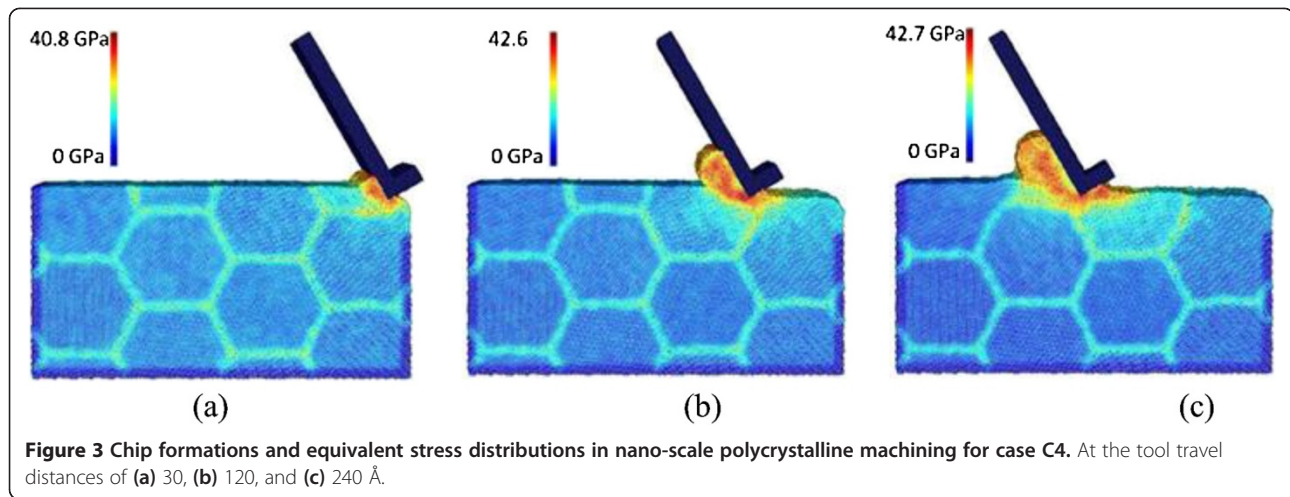 40.8 GPa
0 GPa
42.6
0 GPa
42.7 GPa
0 GPa
(a)
(b)
(c)
Figure 3 Chip formations and equivalent stress distributions in nano-scale polycrystalline machining for case C4. At the tool travel
distances of (a) 30, (b) 120, and (c) 240 Å.